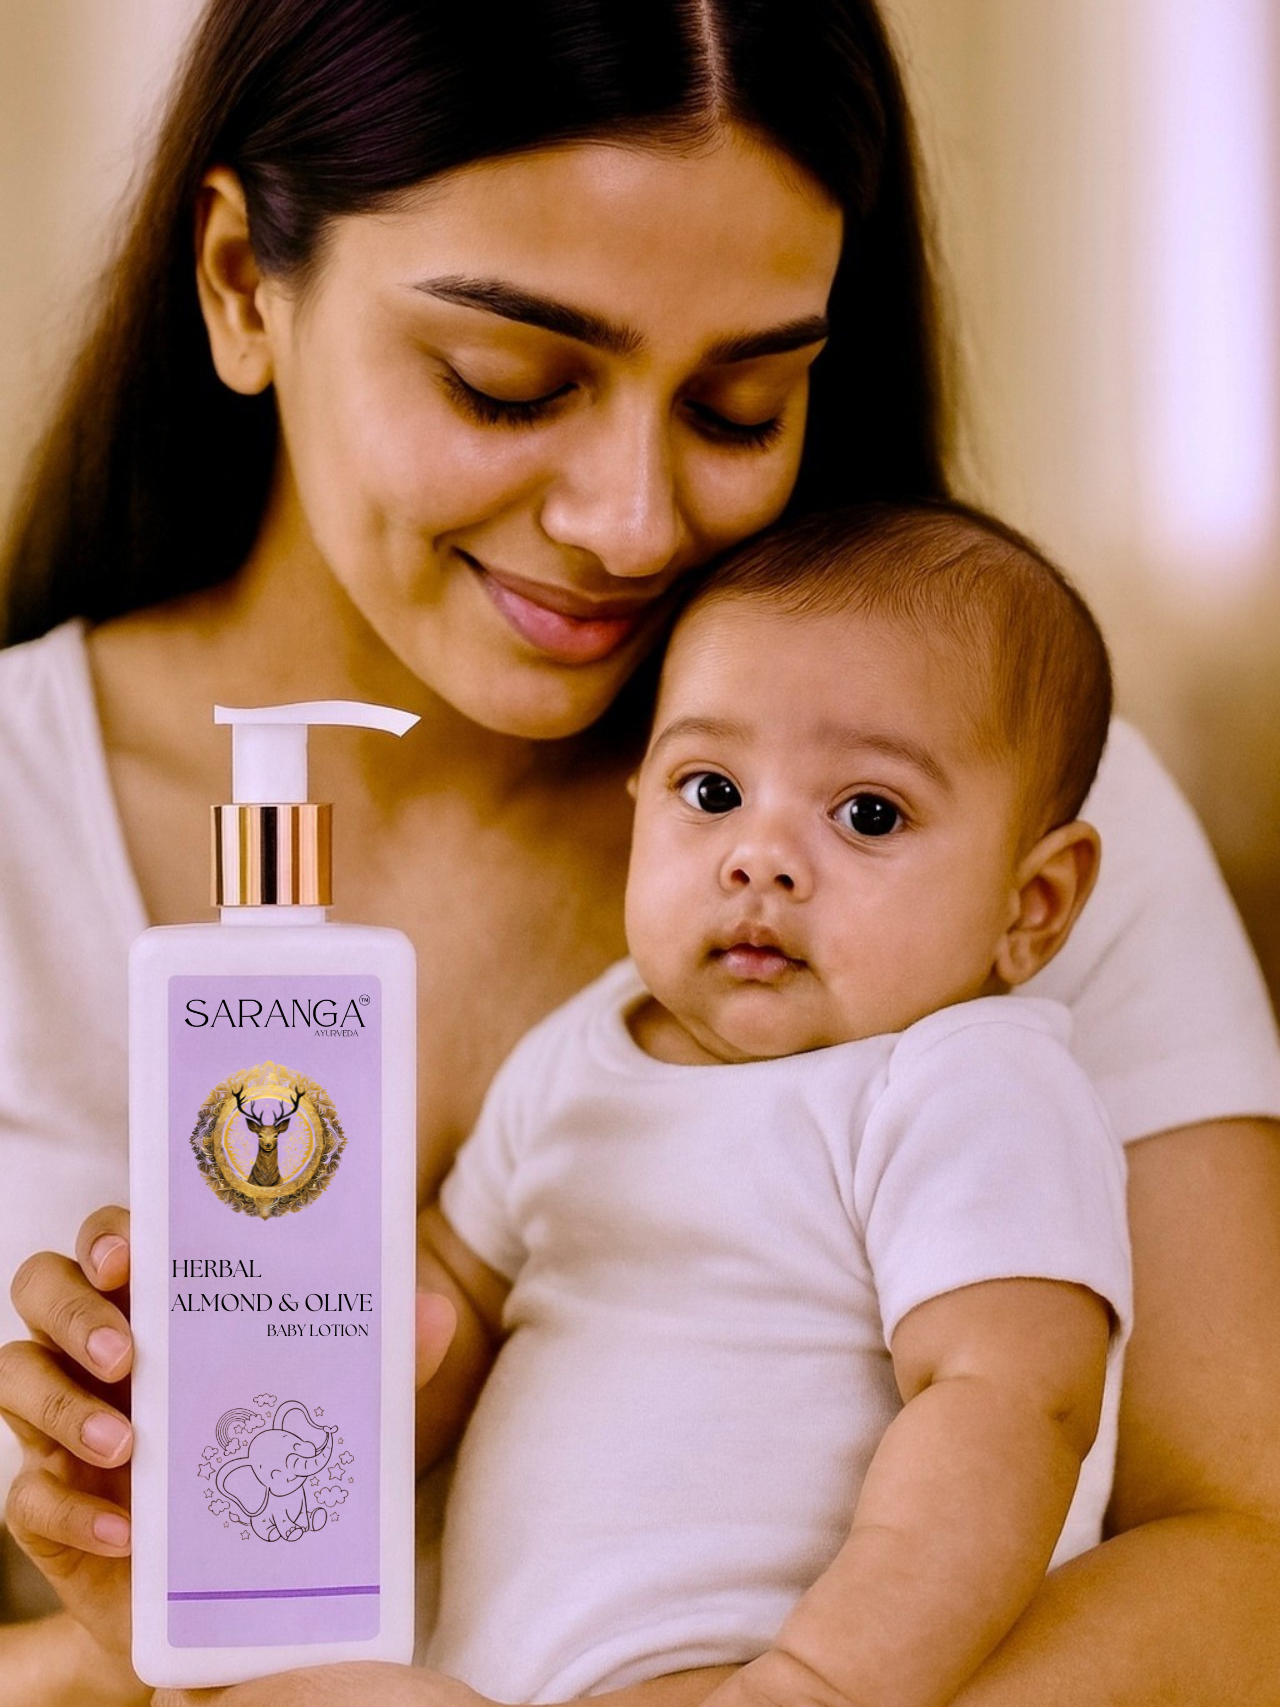 SARANGA™
AYURVEDA
HERBAL
ALMOND & OLIVE
BABY LOTION